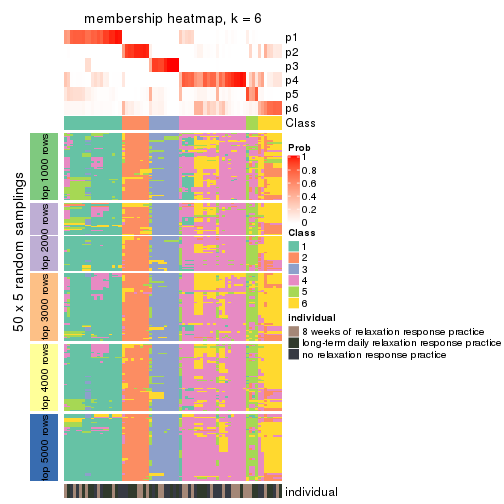 membership heatmap, k = 6
p1
p2
p3
p4
p5
p6
Class
50 x 5 random samplings
top 1000 rows
top 2000 rows
top 3000 rows
top 4000 rows
top 5000 rows
individual
Prob
1
0.8
0.6
0.4
0.2
0
Class
1
2
3
4
5
6
individual
8 weeks of relaxation response practice
long-term daily relaxation response practice
no relaxation response practice